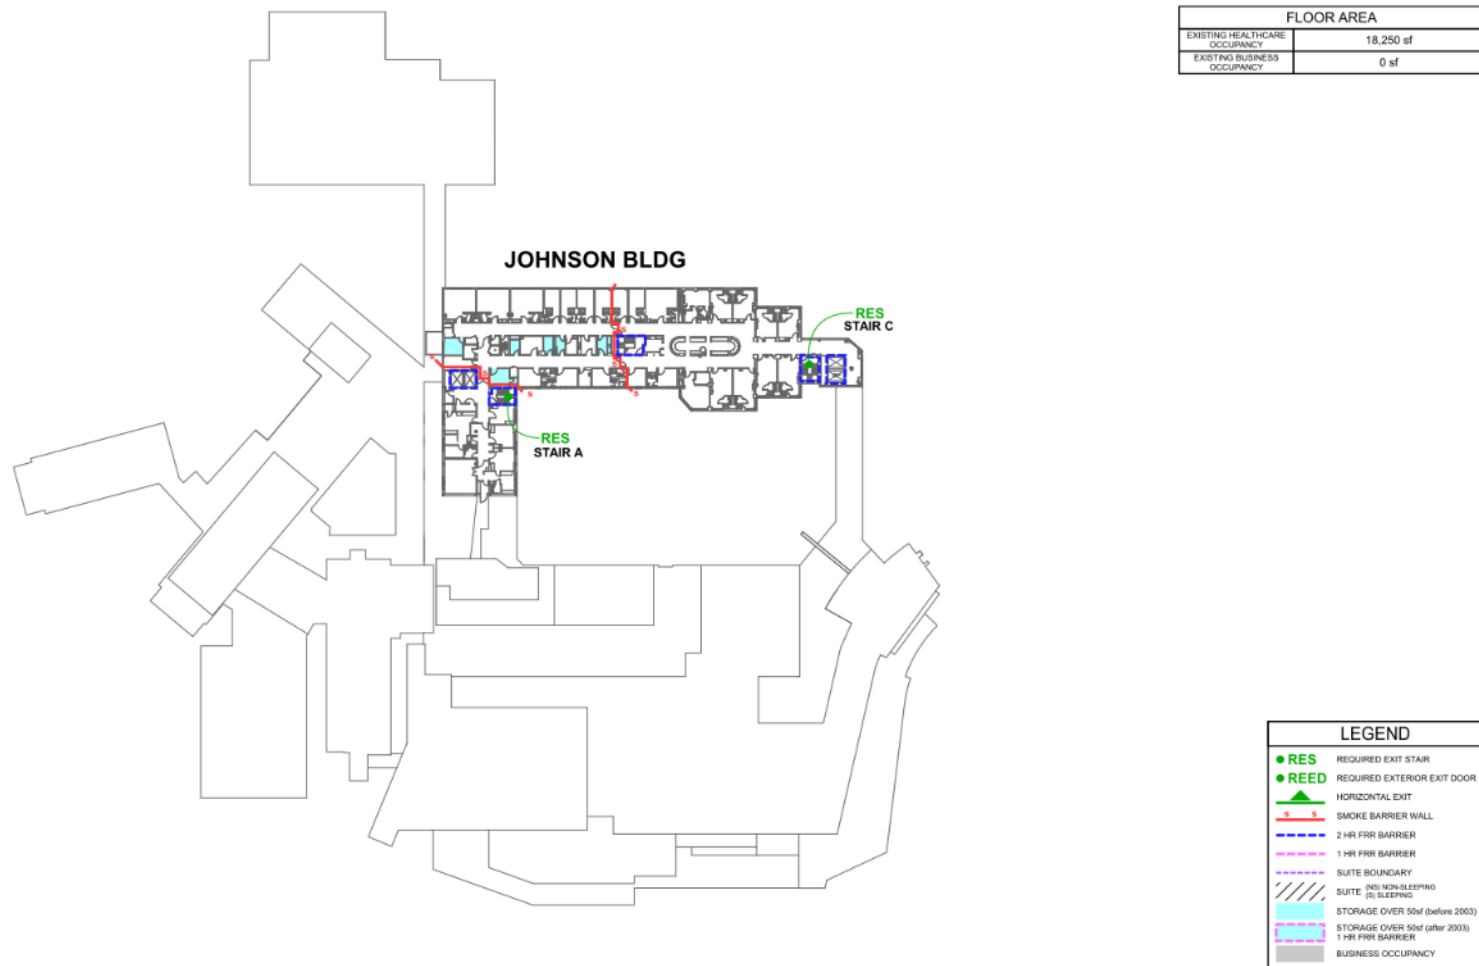 FLOOR AREA
EXISTING HEALTHCARE
OCCUPANCY
18,250 sf
EXISTING BUSINESS
OCCUPANCY
0 sf
JOHNSON BLDG
RES
STAIR C
S
S
S
S
S
S
RES
STAIR A
LEGEND
RES REQUIRED EXIT STAIR
REED REQUIRED EXTERIOR EXIT DOOR
HORIZONTAL EXIT
S S SMOKE BARRIER WALL
2 HR FRR BARRIER
1 HR FRR BARRIER
SUITE BOUNDARY
SUITE (NS) NON-SLEEPING
(S) SLEEPING
STORAGE OVER 50sf (before 2003)
STORAGE OVER 50sf (after 2003)
1 HR FRR BARRIER
BUSINESS OCCUPANCY